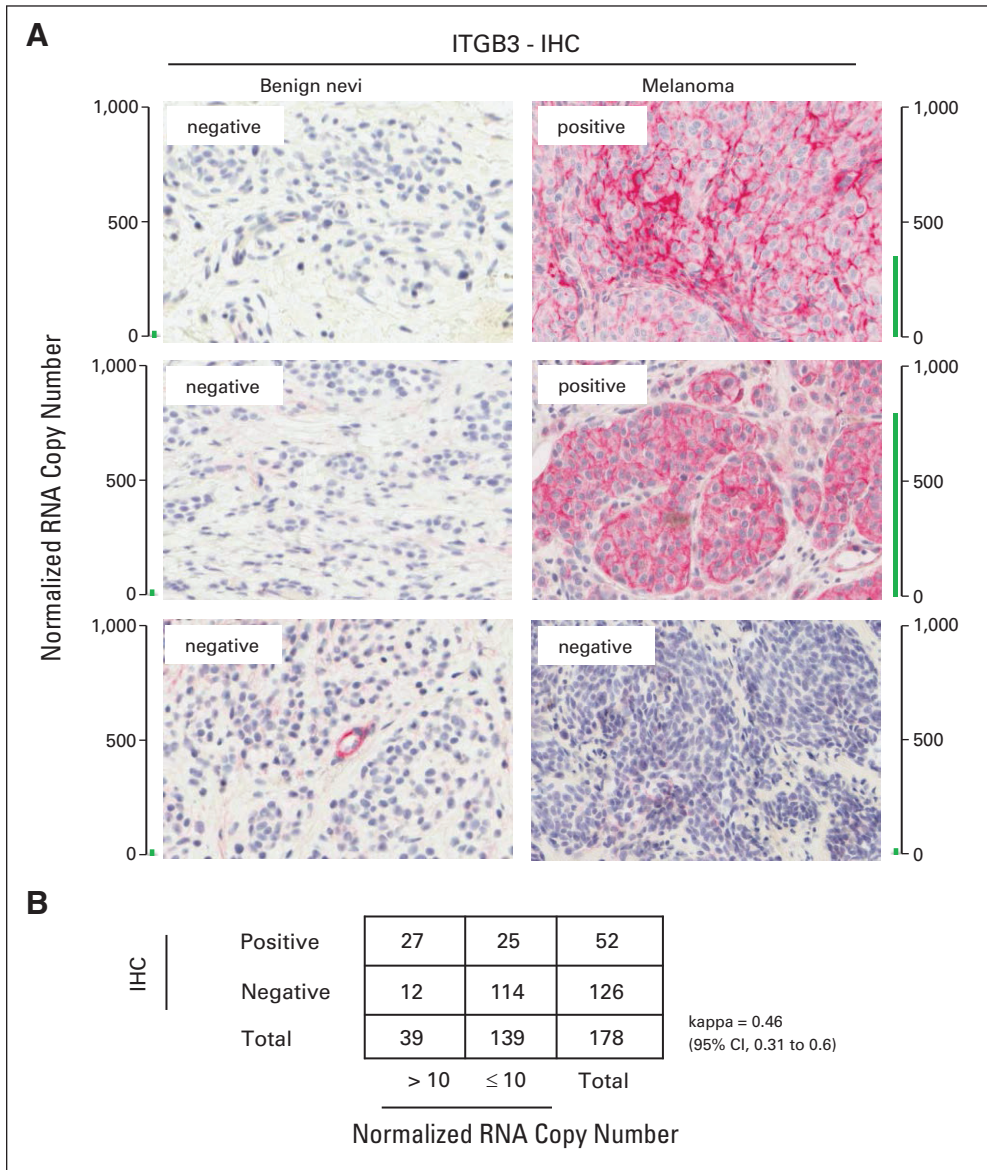 A
ITGB3 - IHC
Benign nevi Melanoma
Normalized RNA Copy Number
1,000
500
0
negative
positive
1,000
500
0
1,000
500
0
negative
positive
1,000
500
0
1,000
500
0
negative
negative
1,000
500
0
B
IHC
Positive 27 25 52
Negative 12 114 126
Total 39 139 178
> 10 ≤ 10 Total
Normalized RNA Copy Number
kappa = 0.46
(95% CI, 0.31 to 0.6)